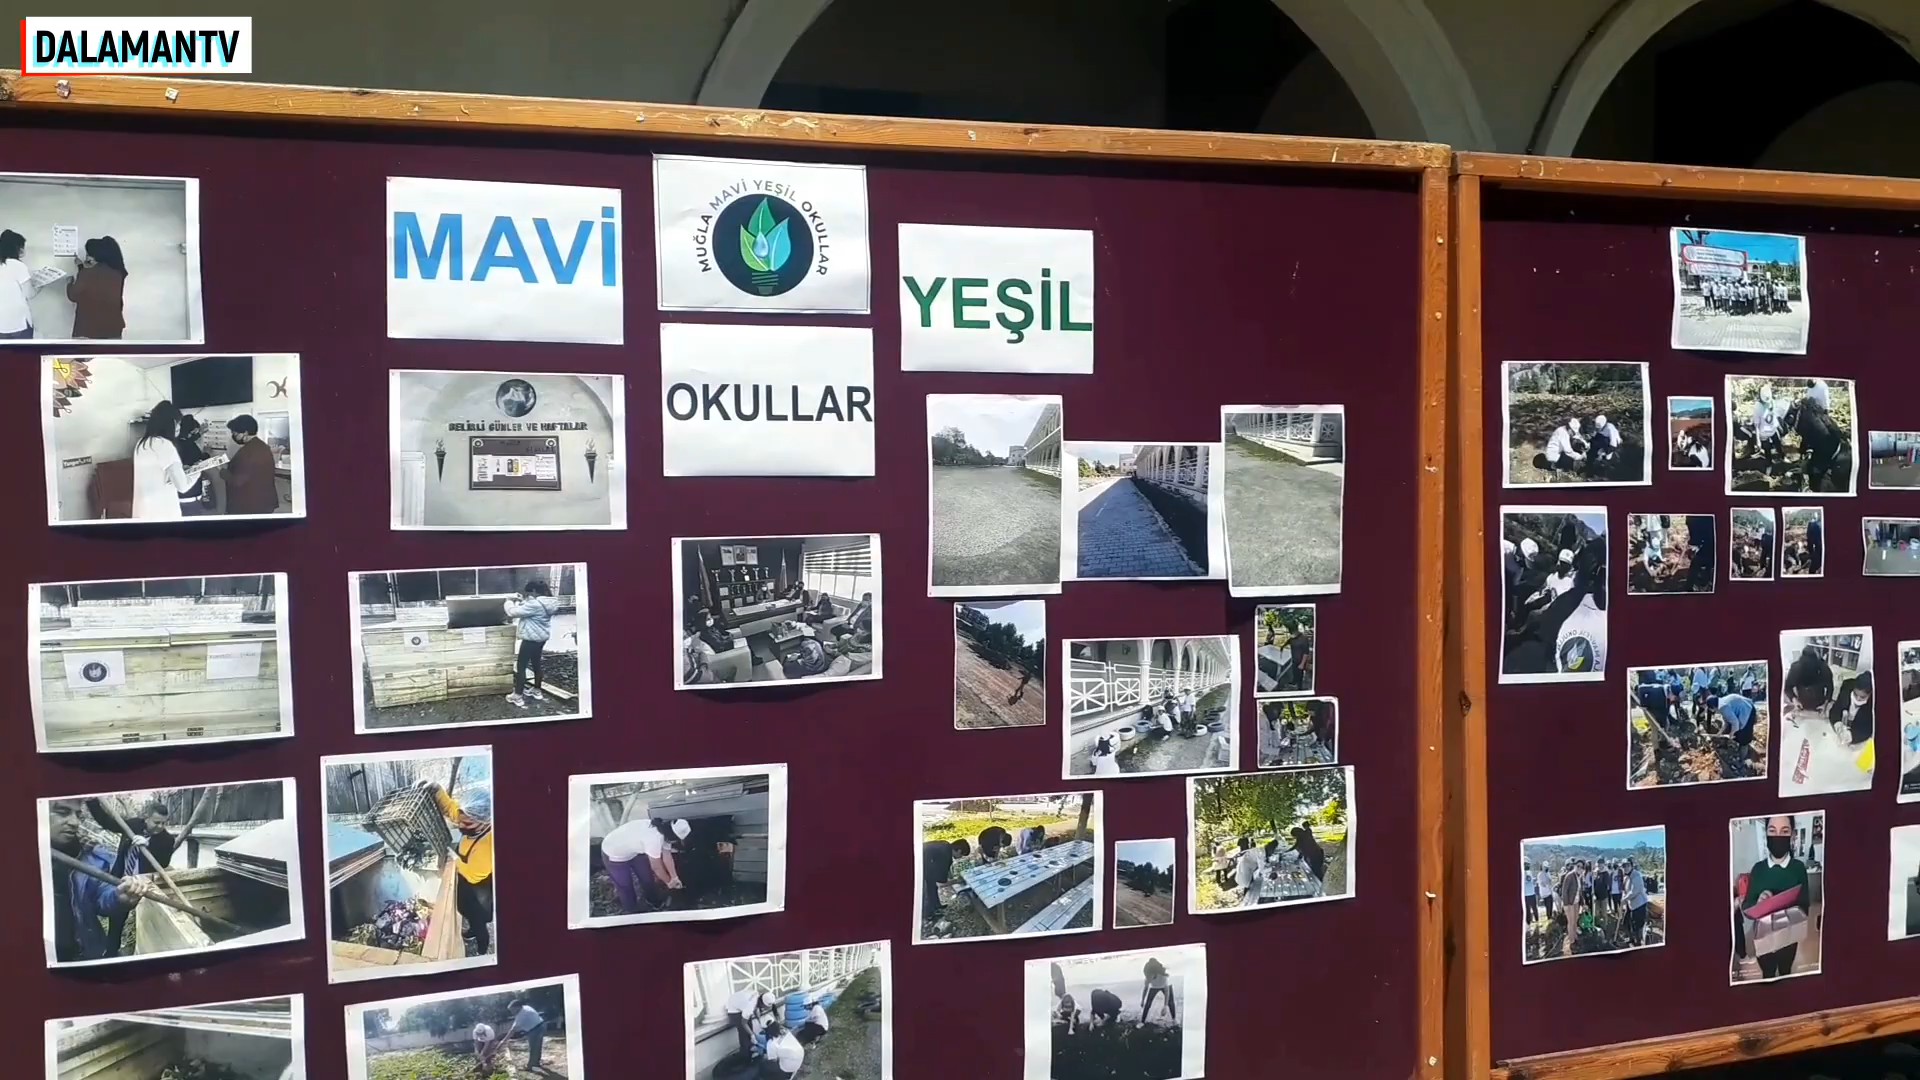 DALAMANTV
MUĞLA MAVİ YEŞİL OKULLAR
MAVİ
YEŞİL
OKULLAR
BELİRLİ GÜNLER VE HAFTALAR